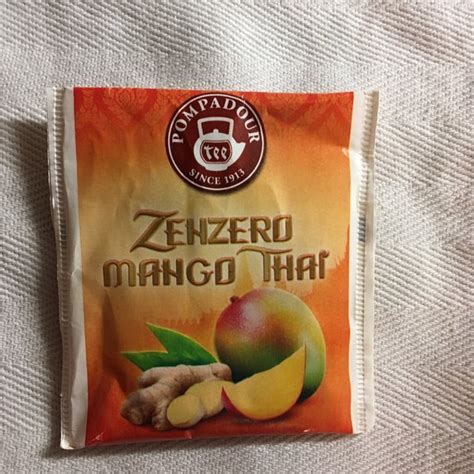 POMPADOUR
Tee
SINCE 1913
ZENZERO
MANGO THAI